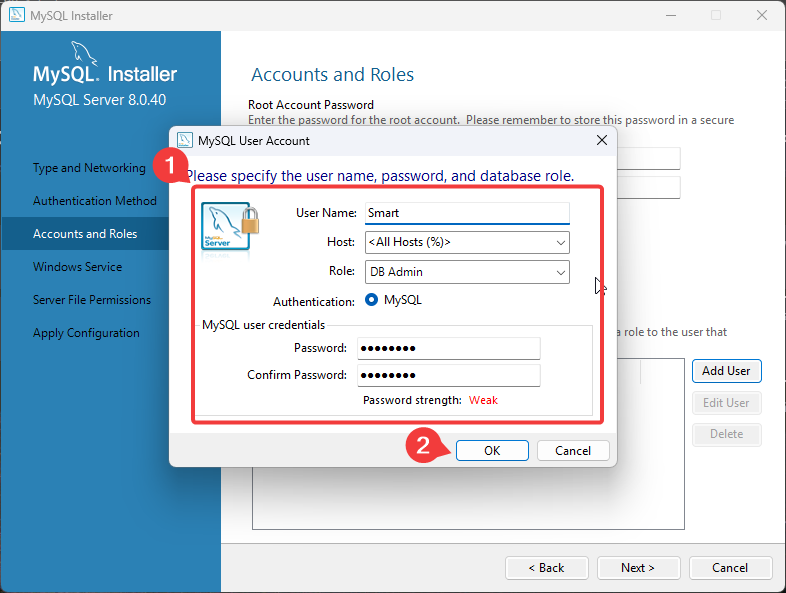 MySQL Installer
MySQL. Installer
MySQL Server 8.0.40
Type and Networking
Authentication Method
Accounts and Roles
Windows Service
Server File Permissions
Apply Configuration
Accounts and Roles
Root Account Password
Enter the password for the root account. Please remember to store this password in a secure
MySQL User Account
1
Please specify the user name, password, and database role.
MySQL
Server
User Name: Smart
Host: <All Hosts (%)>
Role: DB Admin
Authentication: MySQL
MySQL user credentials
Password: ●●●●●●●●
Confirm Password: ●●●●●●●●
Password strength: Weak
2
OK
Cancel
a role to the user that
Add User
Edit User
Delete
< Back
Next >
Cancel